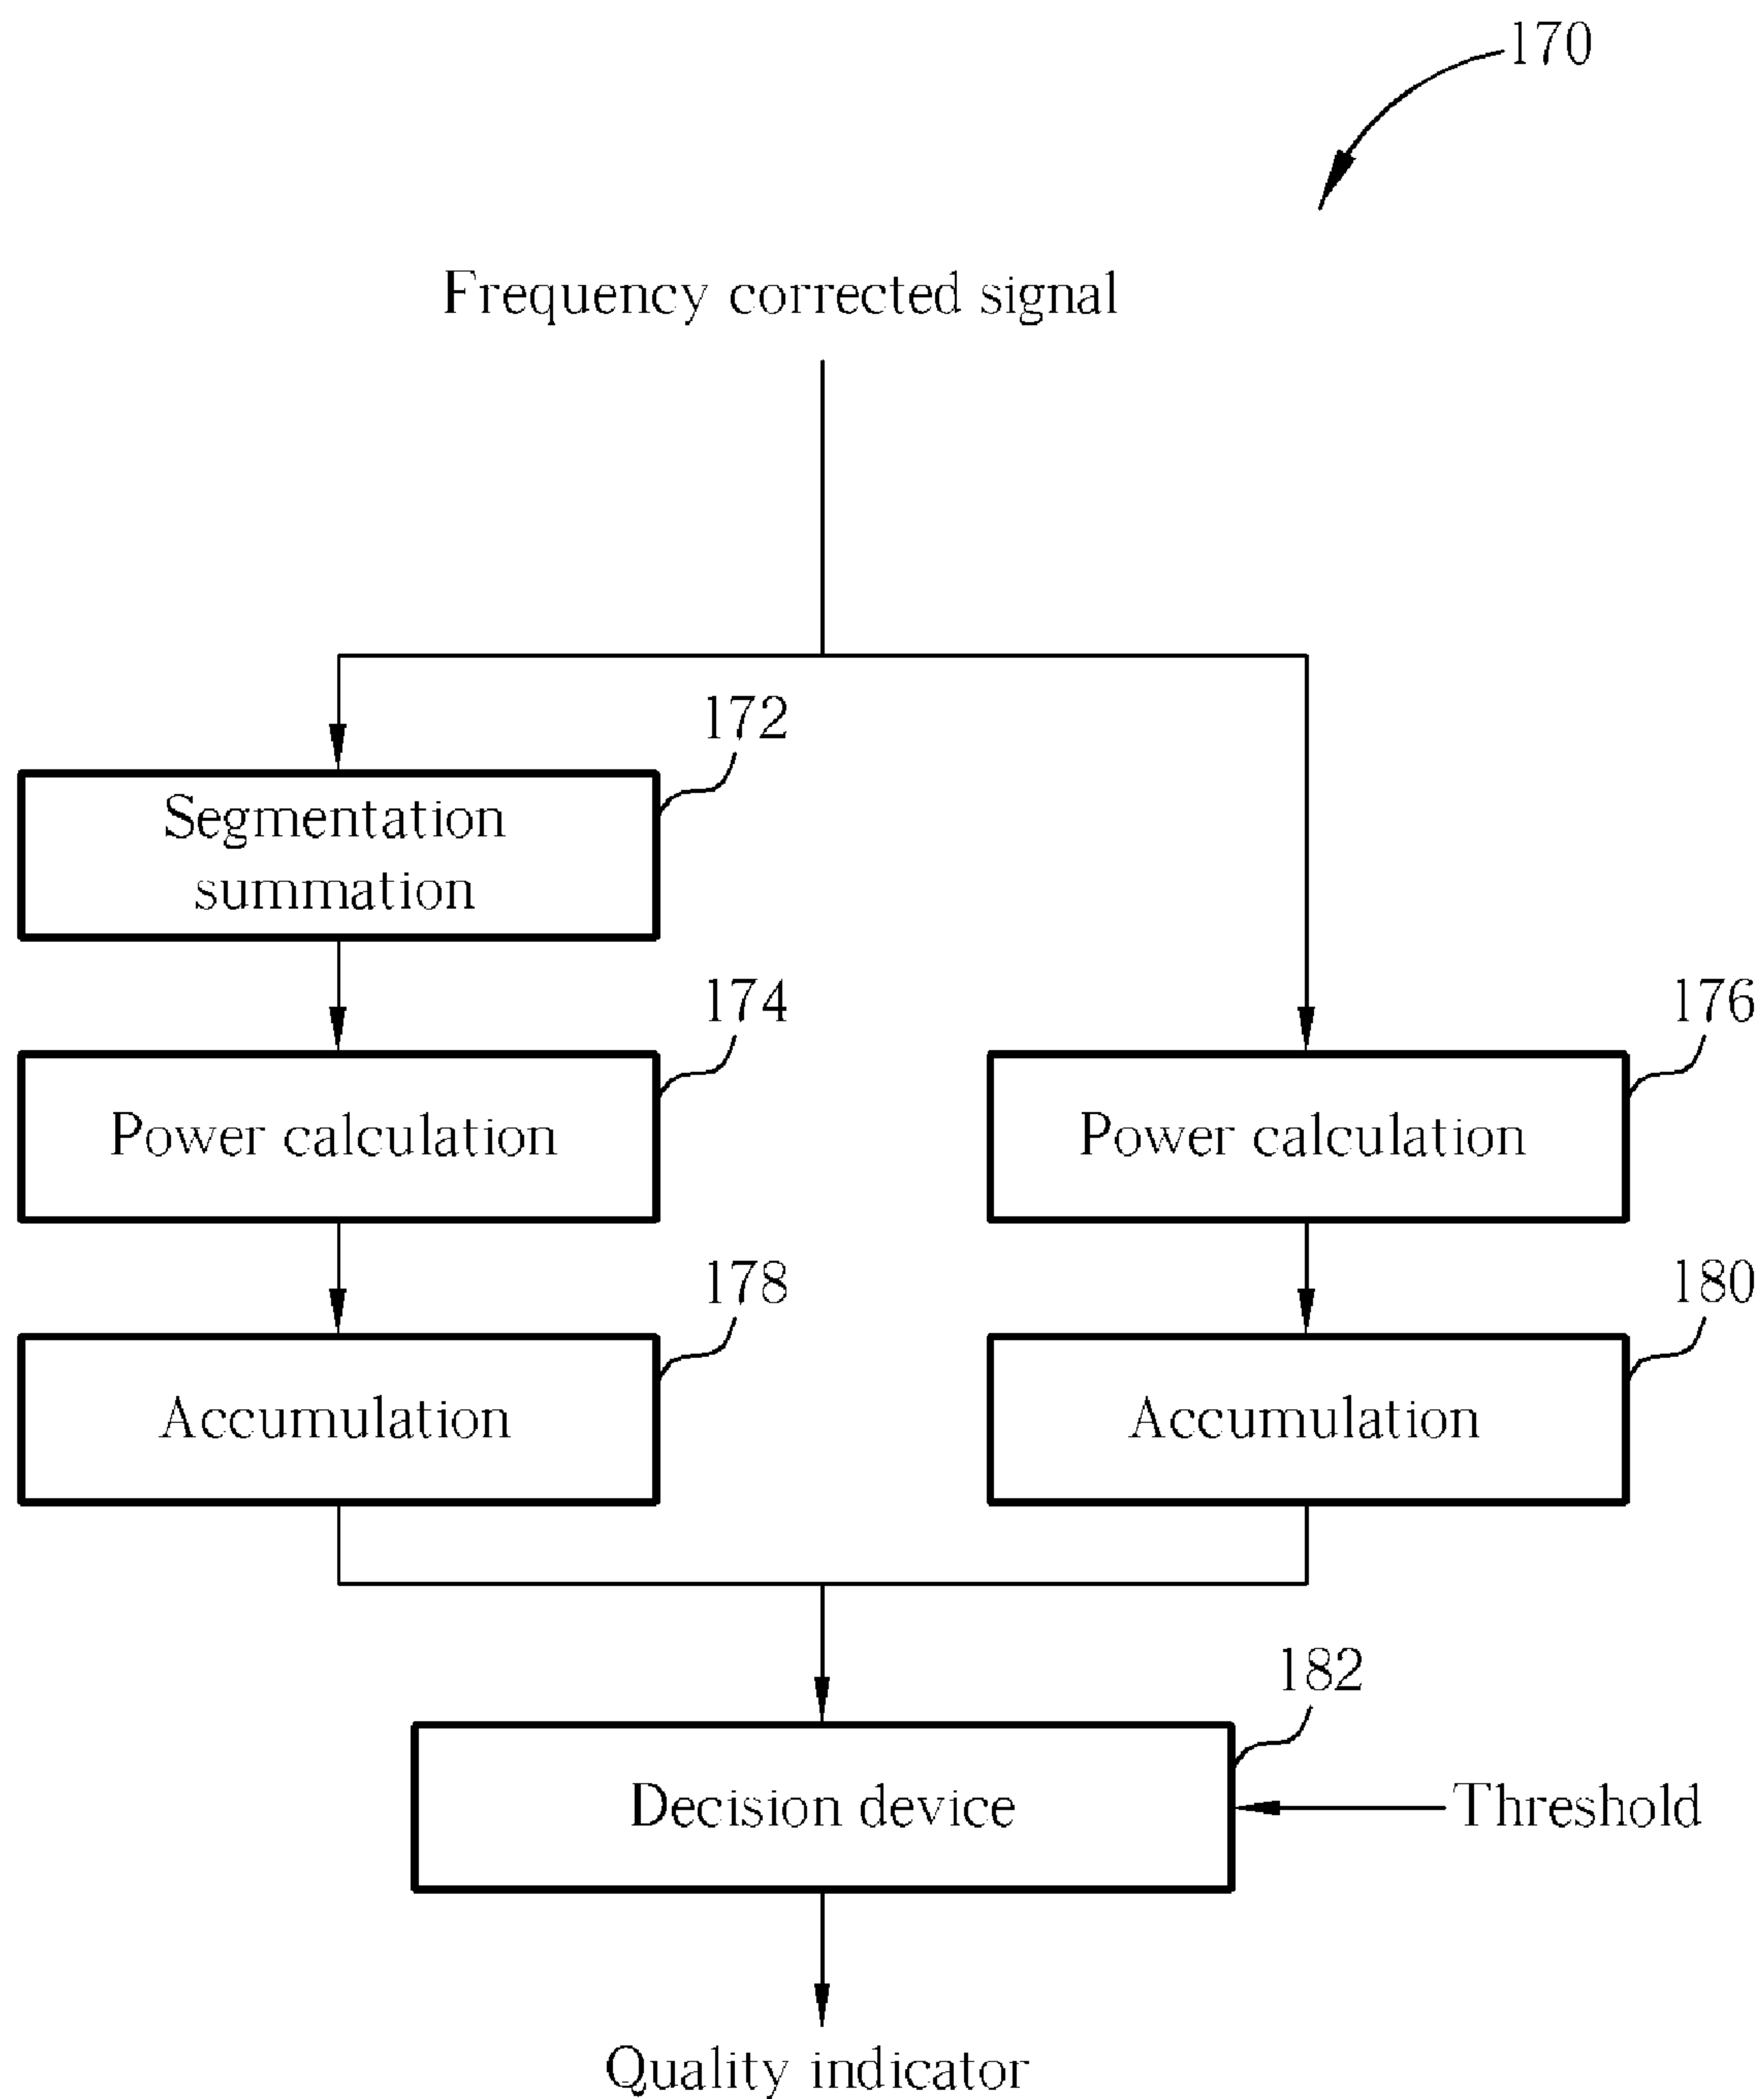 170
Frequency corrected signal
172
Segmentation
summation
174
176
Power calculation
Power calculation
178
180
Accumulation
Accumulation
182
Decision device
Threshold
Quality indicator